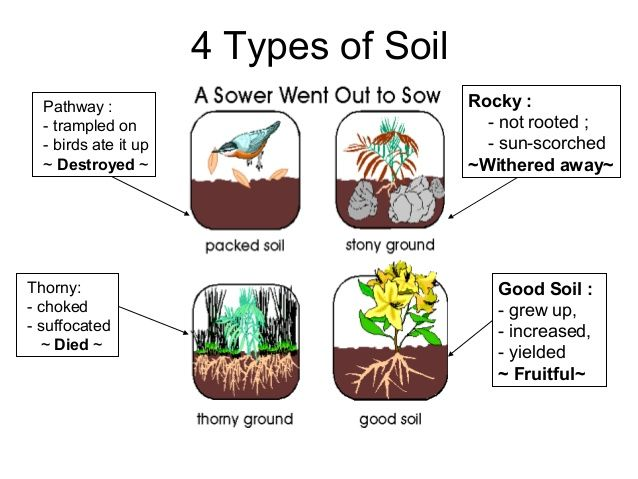 4 Types of Soil
A Sower Went Out to Sow
Pathway :
- trampled on
- birds ate it up
~ Destroyed ~
Rocky :
- not rooted ;
- sun-scorched
~Withered away~
packed soil
stony ground
Thorny:
- choked
- suffocated
~ Died ~
Good Soil :
- grew up,
- increased,
- yielded
~ Fruitful~
thorny ground
good soil